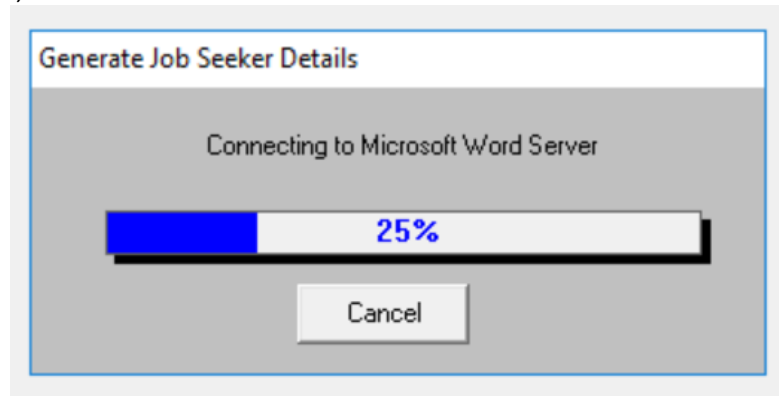 Generate Job Seeker Details
Connecting to Microsoft Word Server
25%
Cancel